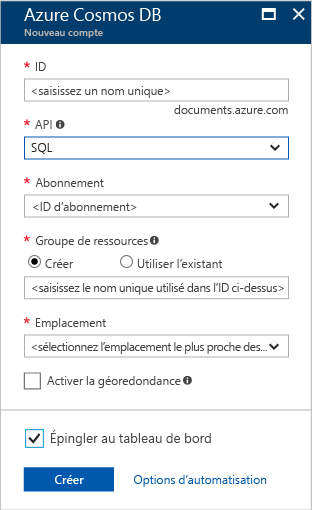 Azure Cosmos DB
Nouveau compte
* ID
<saisissez un nom unique>
documents.azure.com
* API
SQL
* Abonnement
<ID d’abonnement>
* Groupe de ressources
Créer Utiliser l’existant
<saisissez le nom unique utilisé dans l’ID ci-dessus>
* Emplacement
<sélectionnez l’emplacement le plus proche des...
Activer la géoredondance
Épingler au tableau de bord
Créer Options d’automatisation